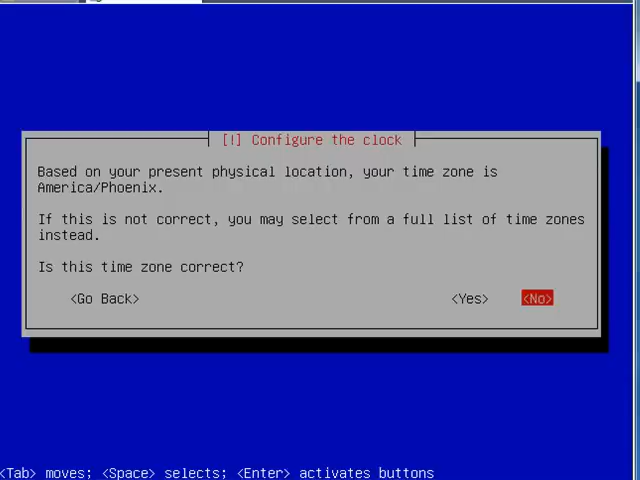 [!] Configure the clock
Based on your present physical location, your time zone is
America/Phoenix.
If this is not correct, you may select from a full list of time zones
instead.
Is this time zone correct?
<Go Back> <Yes> <No>
<Tab> moves; <Space> selects; <Enter> activates buttons